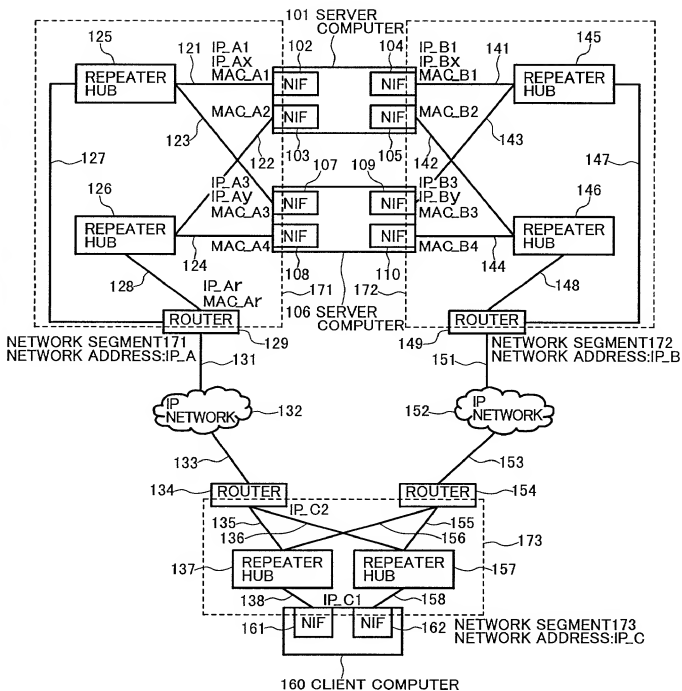 101 SERVER COMPUTER
125
121
IP_A1
IP_Ax
MAC_A1
102
104
IP_B1
IP_Bx
MAC_B1
141
145
REPEATER HUB
NIF
NIF
REPEATER HUB
MAC_A2
NIF
NIF
MAC_B2
123
122
103
105
142
143
127
147
107
109
126
IP_A3
IP_Ay
MAC_A3
NIF
NIF
IP_B3
IP_By
MAC_B3
146
REPEATER HUB
REPEATER HUB
MAC_A4
NIF
NIF
MAC_B4
124
108
110
144
128
148
IP_Ar
MAC_Ar
171
172
106 SERVER COMPUTER
ROUTER
129
149
ROUTER
NETWORK SEGMENT171
NETWORK ADDRESS:IP_A
NETWORK SEGMENT172
NETWORK ADDRESS:IP_B
131
151
IP NETWORK
132
152
IP NETWORK
133
153
134
ROUTER
ROUTER
154
IP_C2
135
136
156
155
173
137
REPEATER HUB
REPEATER HUB
157
138
IP_C1
158
161
NIF
NIF
162
NETWORK SEGMENT173
NETWORK ADDRESS:IP_C
160 CLIENT COMPUTER